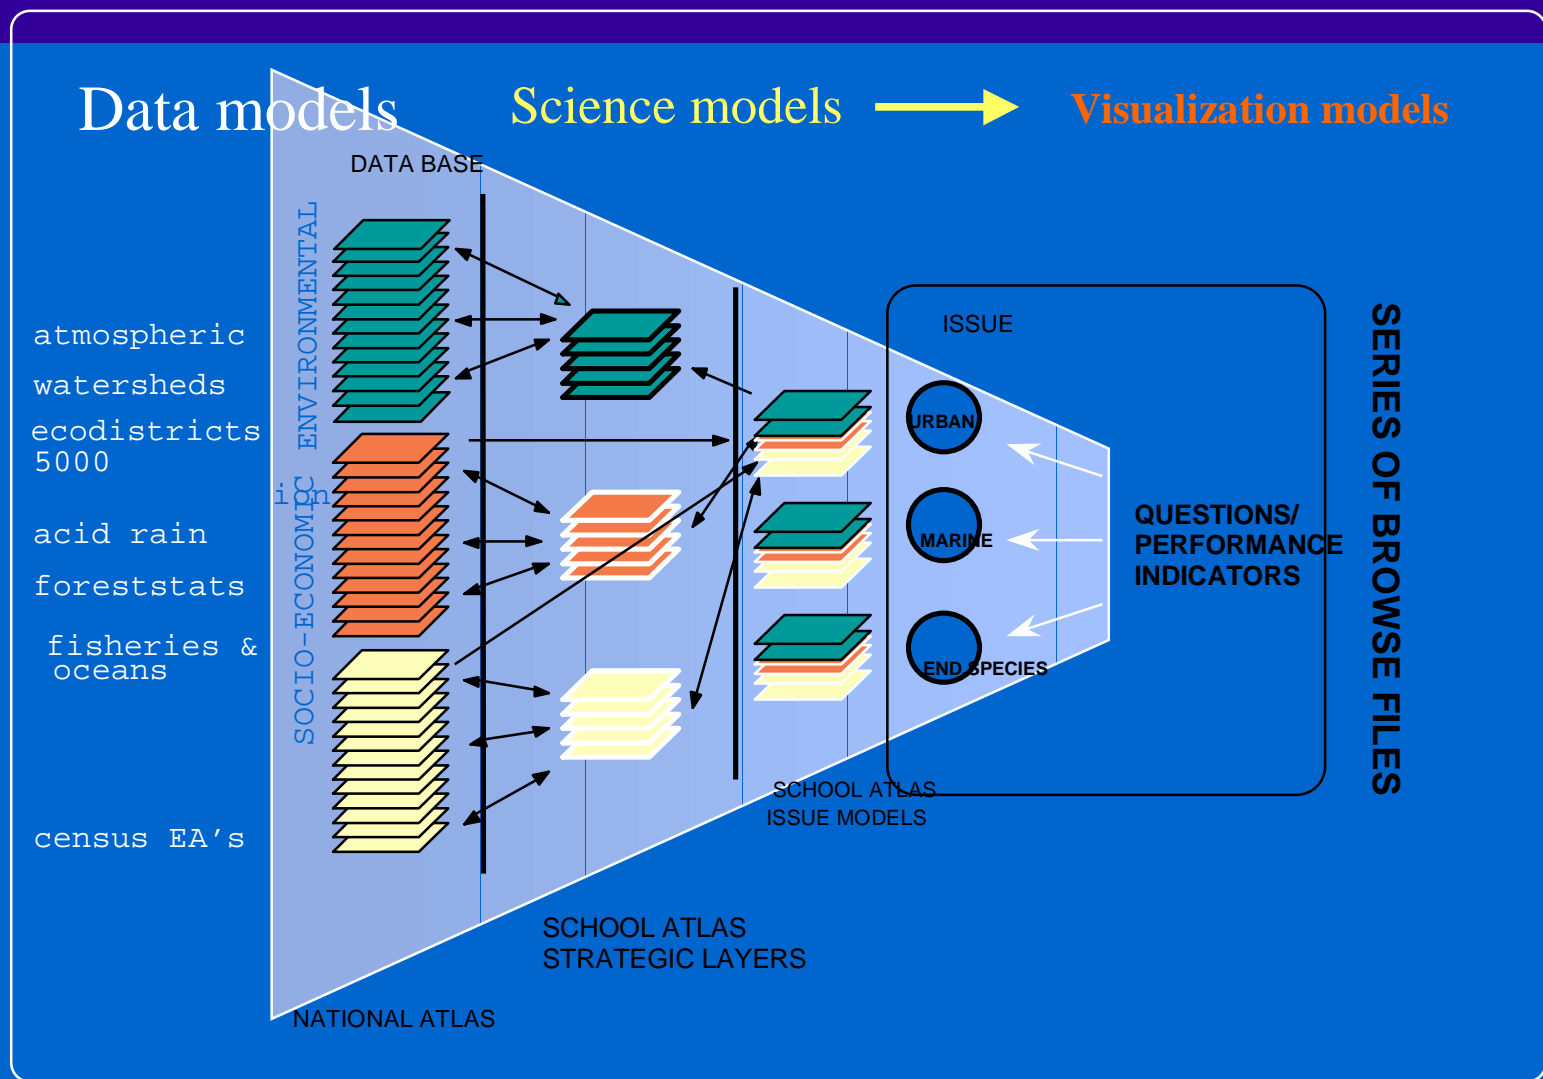 Data models
Science models
Visualization models
DATA BASE
SOCIO-ECONOMIC ENVIRONMENTAL
atmospheric
watersheds
ecodistricts
5000
ion
acid rain
foreststats
fisheries &
oceans
census EA's
ISSUE
URBAN
MARINE
END SPECIES
QUESTIONS/
PERFORMANCE
INDICATORS
SERIES OF BROWSE FILES
SCHOOL ATLAS
ISSUE MODELS
SCHOOL ATLAS
STRATEGIC LAYERS
NATIONAL ATLAS